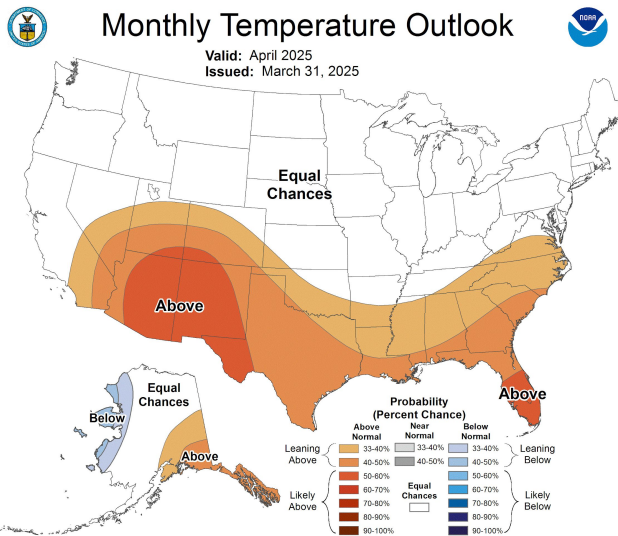 Monthly Temperature Outlook
NOAA
Valid: April 2025
Issued: March 31, 2025
Equal
Chances
Above
Equal
Chances
Below
Above
Above
Probability
(Percent Chance)
Above
Normal
Near
Normal
Below
Normal
Leaning
Above
33-40%
40-50%
33-40%
40-50%
33-40%
40-50%
Leaning
Below
Likely
Above
50-60%
60-70%
70-80%
80-90%
90-100%
Equal
Chances
50-60%
60-70%
70-80%
80-90%
90-100%
Likely
Below